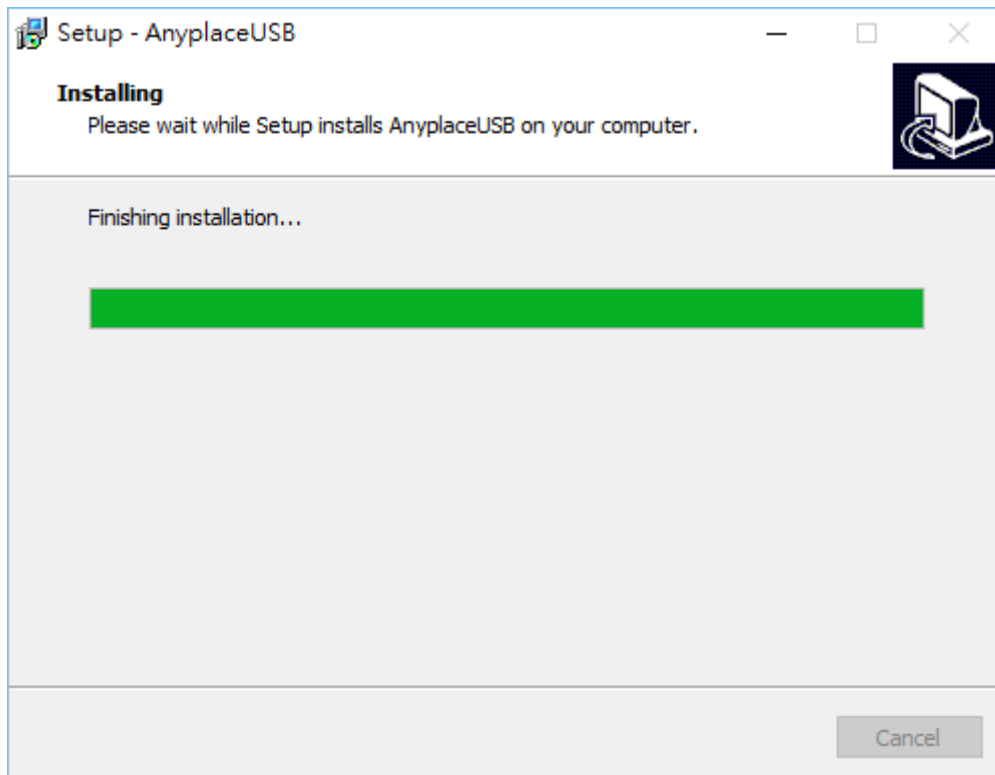 Setup - AnyplaceUSB
Installing
Please wait while Setup installs AnyplaceUSB on your computer.
Finishing installation...
Cancel